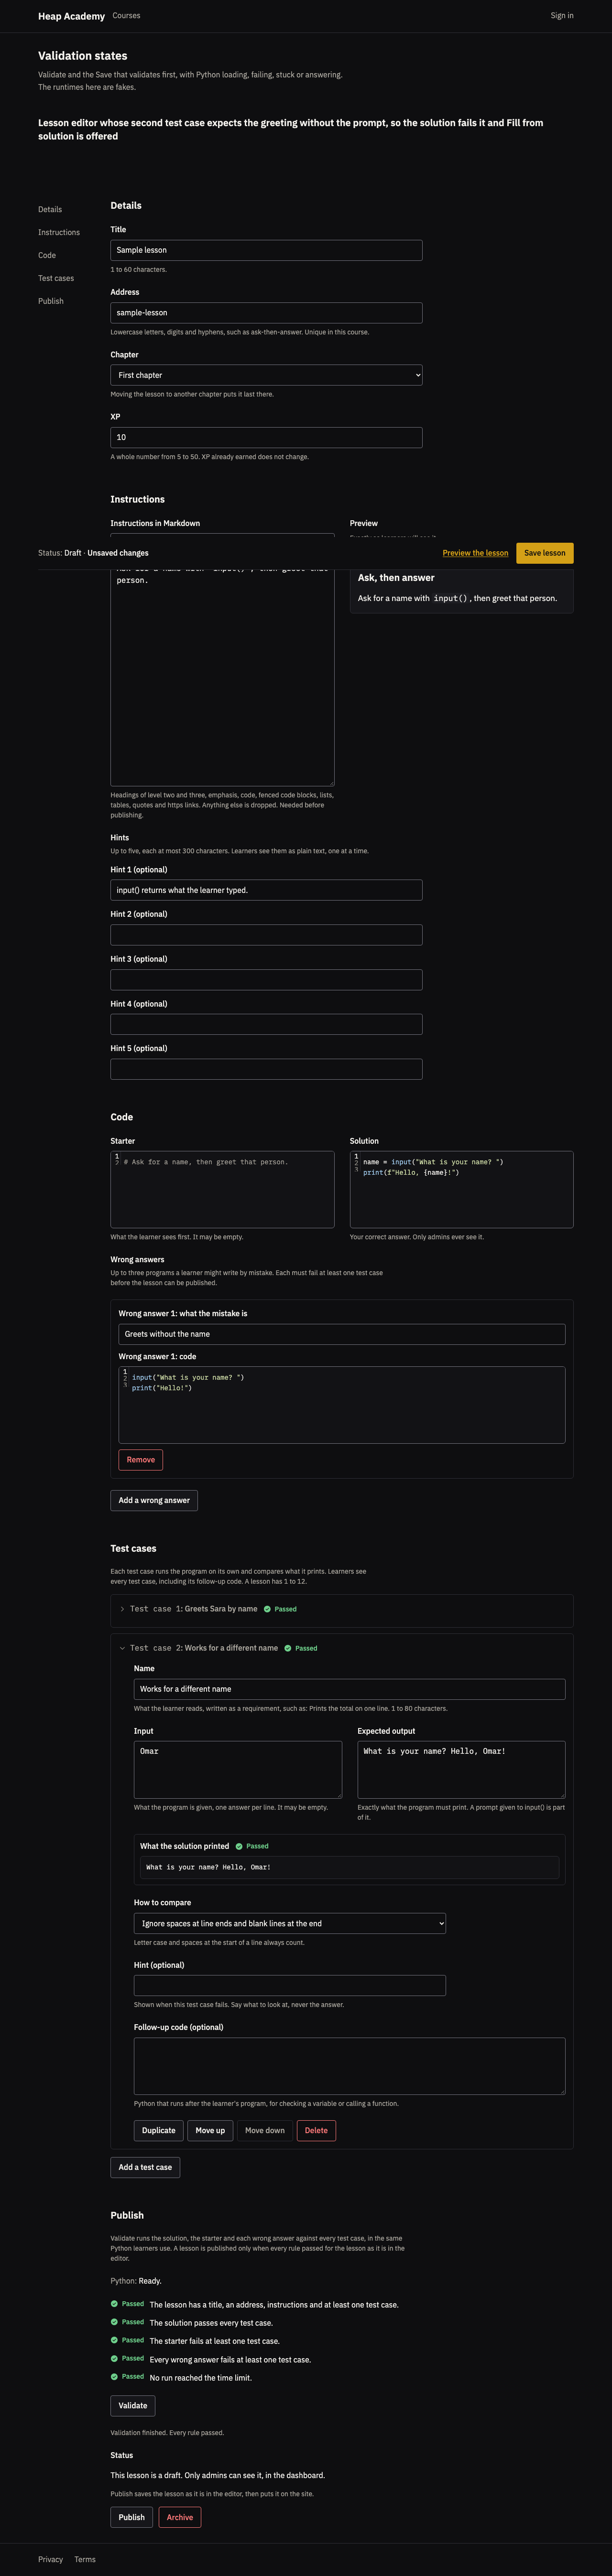 Heap Academy
Courses
Sign in
Validation states
Validate and the Save that validates first, with Python loading, failing, stuck or answering.
The runtimes here are fakes.
Lesson editor whose second test case expects the greeting without the prompt, so the solution fails it and Fill from
solution is offered
Details
Instructions
Code
Test cases
Publish
Details
Title
Sample lesson
1 to 60 characters.
Address
sample-lesson
Lowercase letters, digits and hyphens, such as ask-then-answer. Unique in this course.
Chapter
First chapter
Moving the lesson to another chapter puts it last there.
XP
10
A whole number from 5 to 50. XP already earned does not change.
Instructions
Instructions in Markdown
Preview
Status: Draft · Unsaved changes
Preview the lesson
Save lesson
person.
Ask, then answer
Ask for a name with input(), then greet that person.
Headings of level two and three, emphasis, code, fenced code blocks, lists,
tables, quotes and https links. Anything else is dropped. Needed before
publishing.
Hints
Up to five, each at most 300 characters. Learners see them as plain text, one at a time.
Hint 1 (optional)
input() returns what the learner typed.
Hint 2 (optional)
Hint 3 (optional)
Hint 4 (optional)
Hint 5 (optional)
Code
Starter
1
2 # Ask for a name, then greet that person.
What the learner sees first. It may be empty.
Solution
1
2 name = input("What is your name? ")
3 print(f"Hello, {name}!")
Your correct answer. Only admins ever see it.
Wrong answers
Up to three programs a learner might write by mistake. Each must fail at least one test case
before the lesson can be published.
Wrong answer 1: what the mistake is
Greets without the name
Wrong answer 1: code
1
2 input("What is your name? ")
3 print("Hello!")
Remove
Add a wrong answer
Test cases
Each test case runs the program on its own and compares what it prints. Learners see
every test case, including its follow-up code. A lesson has 1 to 12.
Test case 1: Greets Sara by name Passed
Test case 2: Works for a different name Passed
Name
Works for a different name
What the learner reads, written as a requirement, such as: Prints the total on one line. 1 to 80 characters.
Input
Omar
What the program is given, one answer per line. It may be empty.
Expected output
What is your name? Hello, Omar!
Exactly what the program must print. A prompt given to input() is part
of it.
What the solution printed Passed
What is your name? Hello, Omar!
How to compare
Ignore spaces at line ends and blank lines at the end
Letter case and spaces at the start of a line always count.
Hint (optional)
Shown when this test case fails. Say what to look at, never the answer.
Follow-up code (optional)
Python that runs after the learner's program, for checking a variable or calling a function.
Duplicate
Move up
Move down
Delete
Add a test case
Publish
Validate runs the solution, the starter and each wrong answer against every test case, in the same
Python learners use. A lesson is published only when every rule passed for the lesson as it is in the
editor.
Python: Ready.
Passed The lesson has a title, an address, instructions and at least one test case.
Passed The solution passes every test case.
Passed The starter fails at least one test case.
Passed Every wrong answer fails at least one test case.
Passed No run reached the time limit.
Validate
Validation finished. Every rule passed.
Status
This lesson is a draft. Only admins can see it, in the dashboard.
Publish saves the lesson as it is in the editor, then puts it on the site.
Publish
Archive
Privacy
Terms